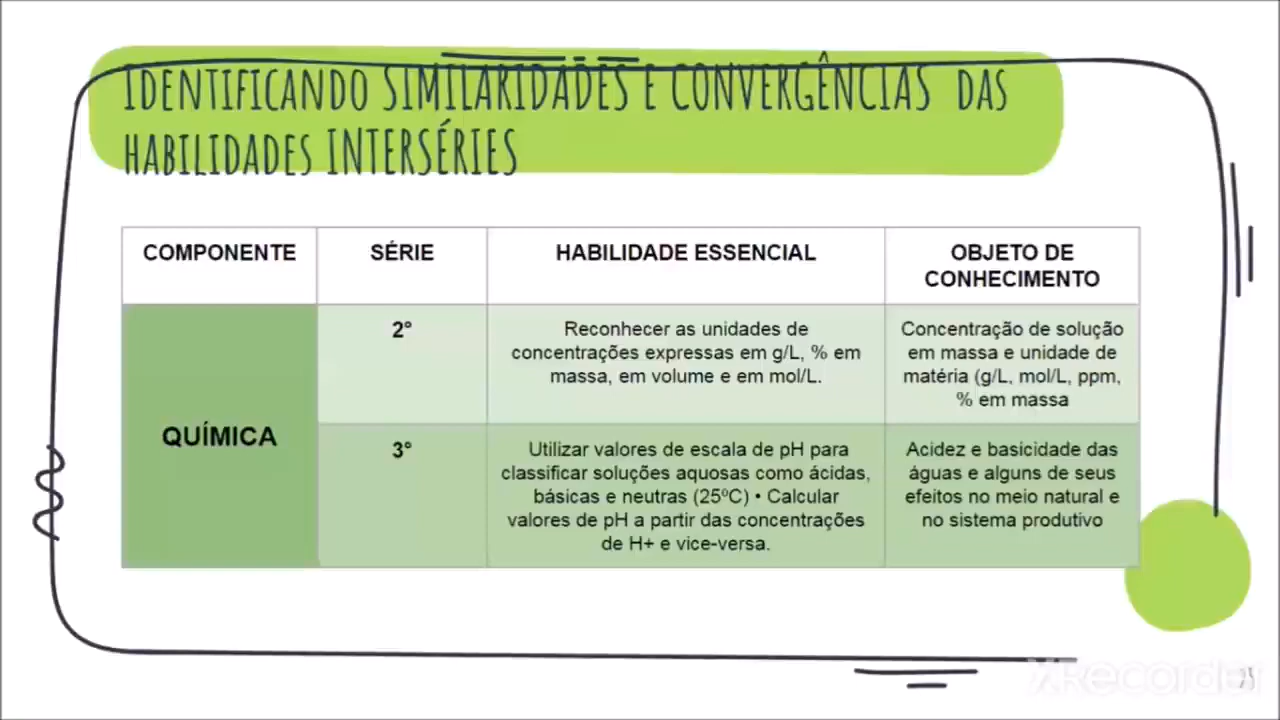 IDENTIFICANDO SIMILARIDADES E CONVERGÊNCIAS DAS
HABILIDADES INTERSÉRIES
COMPONENTE
SÉRIE
HABILIDADE ESSENCIAL
OBJETO DE
CONHECIMENTO
QUÍMICA
2°
Reconhecer as unidades de
concentrações expressas em g/L, % em
massa, em volume e em mol/L.
Concentração de solução
em massa e unidade de
matéria (g/L, mol/L, ppm,
% em massa
3°
Utilizar valores de escala de pH para
classificar soluções aquosas como ácidas,
básicas e neutras (25ºC) • Calcular
valores de pH a partir das concentrações
de H+ e vice-versa.
Acidez e basicidade das
águas e alguns de seus
efeitos no meio natural e
no sistema produtivo
XRecorder